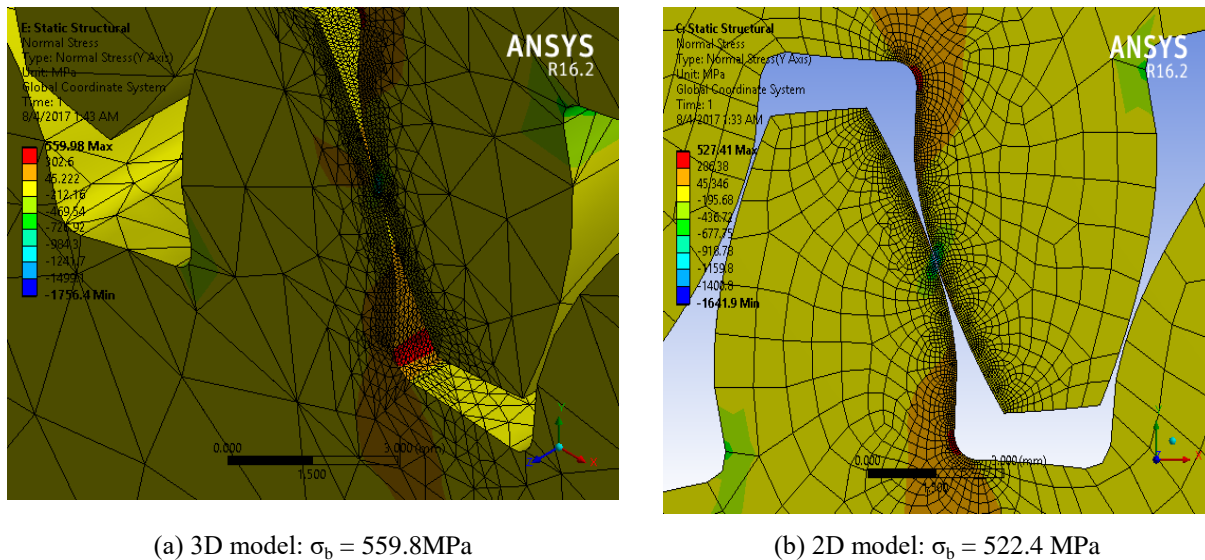 E: Static Structural
Normal Stress
Type: Normal Stress(Y Axis)
Unit: MPa
Global Coordinate System
Time: 1
8/4/2017 1:43 AM
559.98 Max
302.6
45.222
-212.16
-469.54
-726.92
-984.3
-1241.7
-1499.1
-1756.4 Min
ANSYS
R16.2
0.000
3.000 (mm)
1.500
Y
Z
X
C: Static Structural
Normal Stress
Type: Normal Stress(Y Axis)
Unit: MPa
Global Coordinate System
Time: 1
8/4/2017 1:33 AM
527.41 Max
286.38
45.346
-195.68
-436.72
-677.75
-918.78
-1159.8
-1400.8
-1641.9 Min
ANSYS
R16.2
0.000
3.000 (mm)
1.500
Y
Z
X
(a) 3D model: σb = 559.8MPa
(b) 2D model: σb = 522.4 MPa